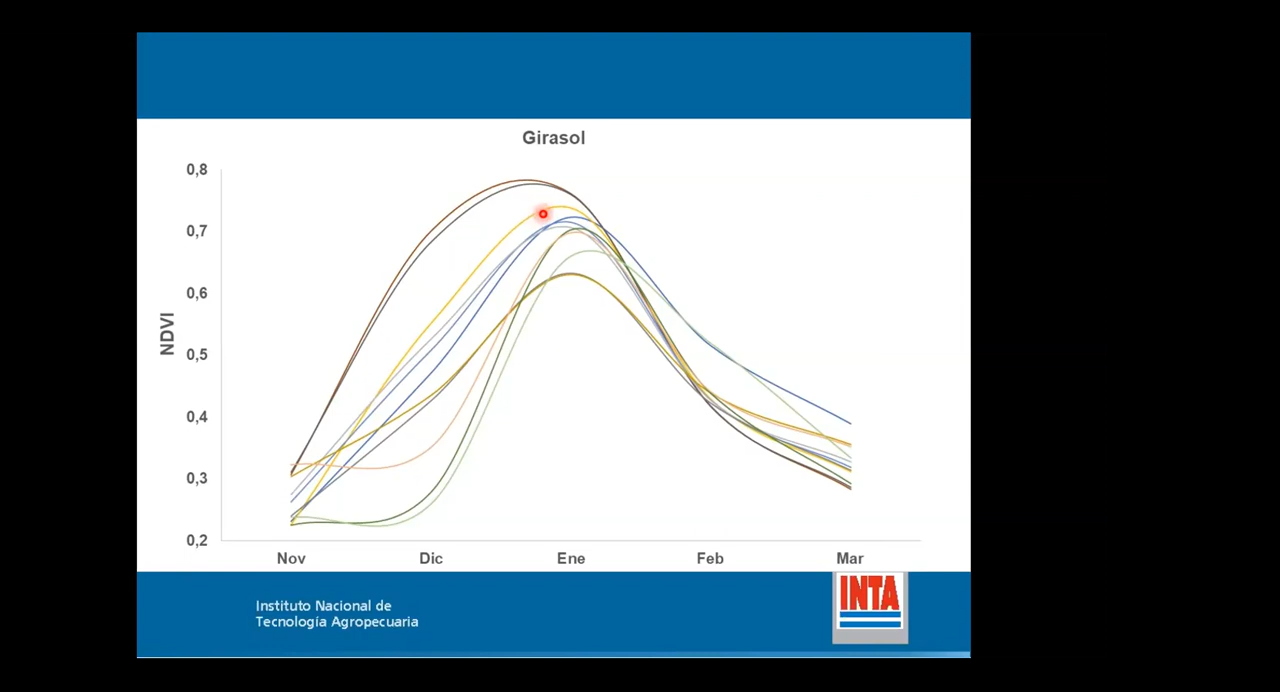 Girasol
0,8
0,7
0,6
0,5
0,4
0,3
0,2
NDVI
Nov Dic Ene Feb Mar
Instituto Nacional de
Tecnología Agropecuaria
INTA